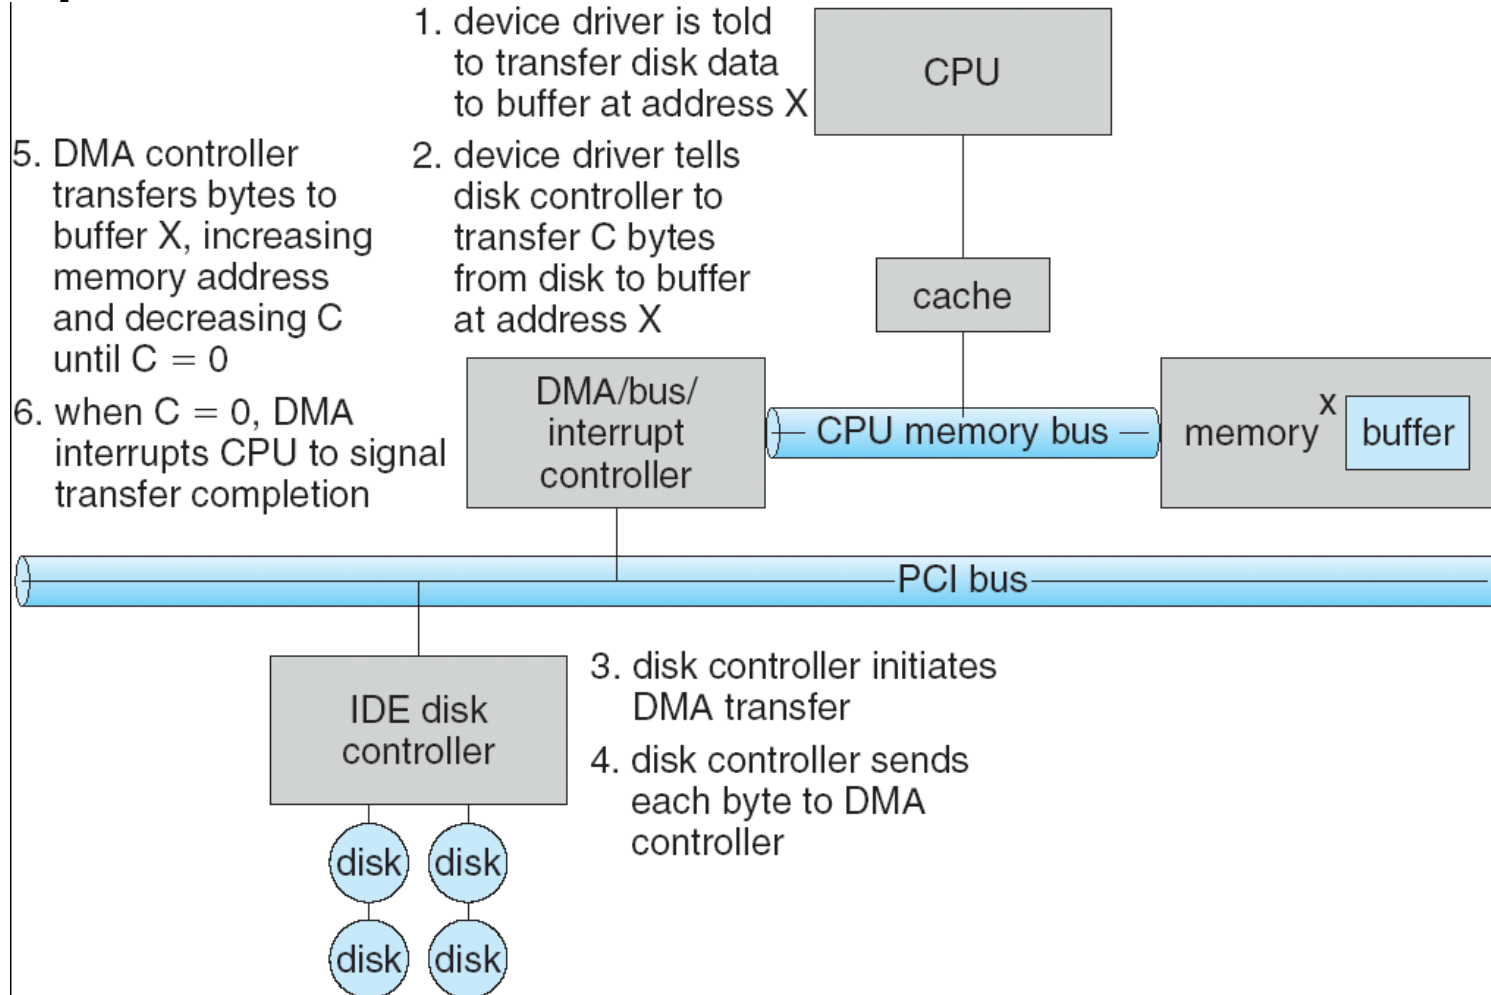 1. device driver is told
to transfer disk data
to buffer at address X
CPU
5. DMA controller
transfers bytes to
buffer X, increasing
memory address
and decreasing C
until C = 0
2. device driver tells
disk controller to
transfer C bytes
from disk to buffer
at address X
cache
6. when C = 0, DMA
interrupts CPU to signal
transfer completion
DMA/bus/
interrupt
controller
CPU memory bus
memory
x
buffer
PCI bus
IDE disk
controller
3. disk controller initiates
DMA transfer
4. disk controller sends
each byte to DMA
controller
disk
disk
disk
disk